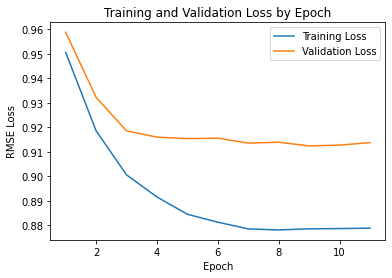 Training and Validation Loss by Epoch
Training Loss
Validation Loss
RMSE Loss
0.96
0.95
0.94
0.93
0.92
0.91
0.90
0.89
0.88
2 4 6 8 10
Epoch